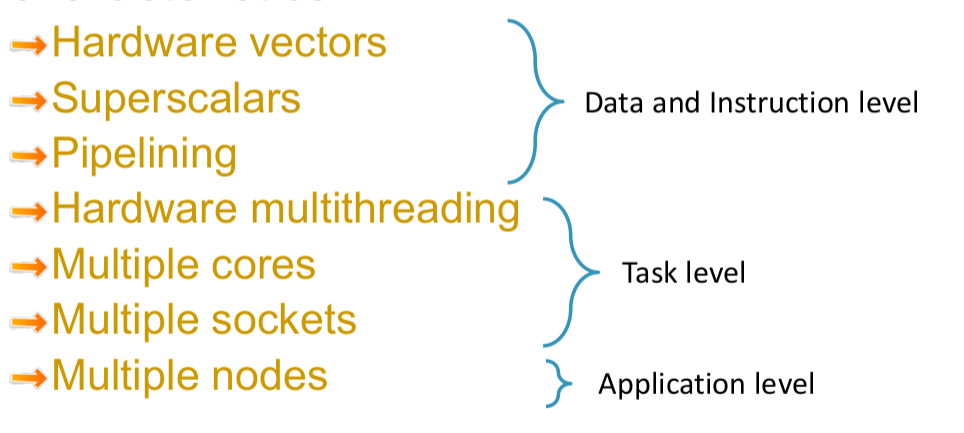 Hardware vectors
Superscalars
Pipelining
Data and Instruction level
Hardware multithreading
Multiple cores
Multiple sockets
Task level
Multiple nodes
Application level